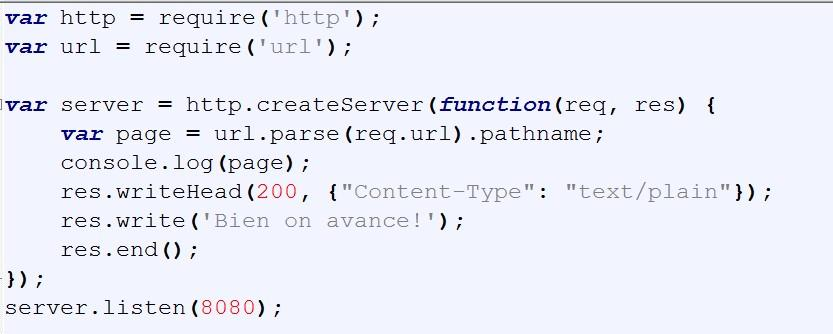 var http = require('http');
var url = require('url');

var server = http.createServer(function(req, res) {
    var page = url.parse(req.url).pathname;
    console.log(page);
    res.writeHead(200, {"Content-Type": "text/plain"});
    res.write('Bien on avance!');
    res.end();
});
server.listen(8080);